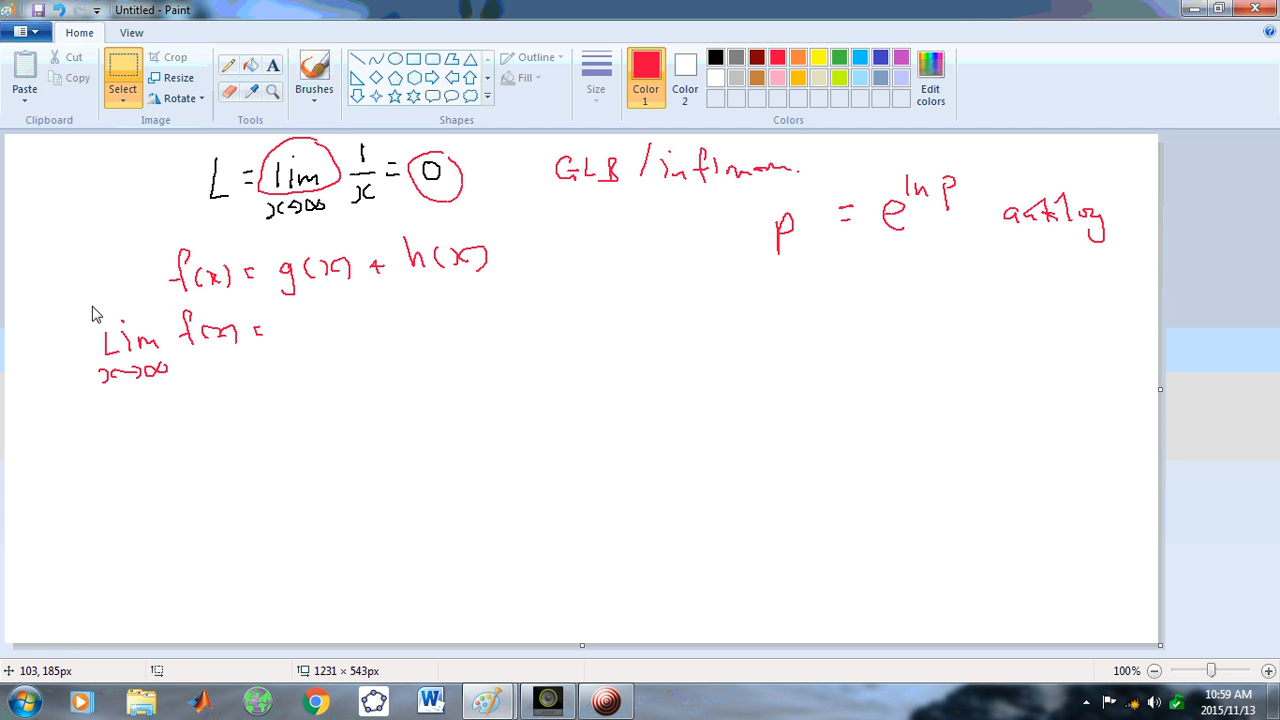 Untitled - Paint
Home
View
Paste
Cut
Copy
Clipboard
Select
Crop
Resize
Rotate
Image
A
Tools
Brushes
Outline
Fill
Shapes
Size
Color 1
Color 2
Edit colors
Colors
L = lim 1/x = 0
x→∞
GLB / infimum.
p = e^ln p
f(x) = g(x) + h(x)
Lim f(x) =
x→∞
103, 185px
1231 × 543px
100%
W
10:59 AM
2015/11/13